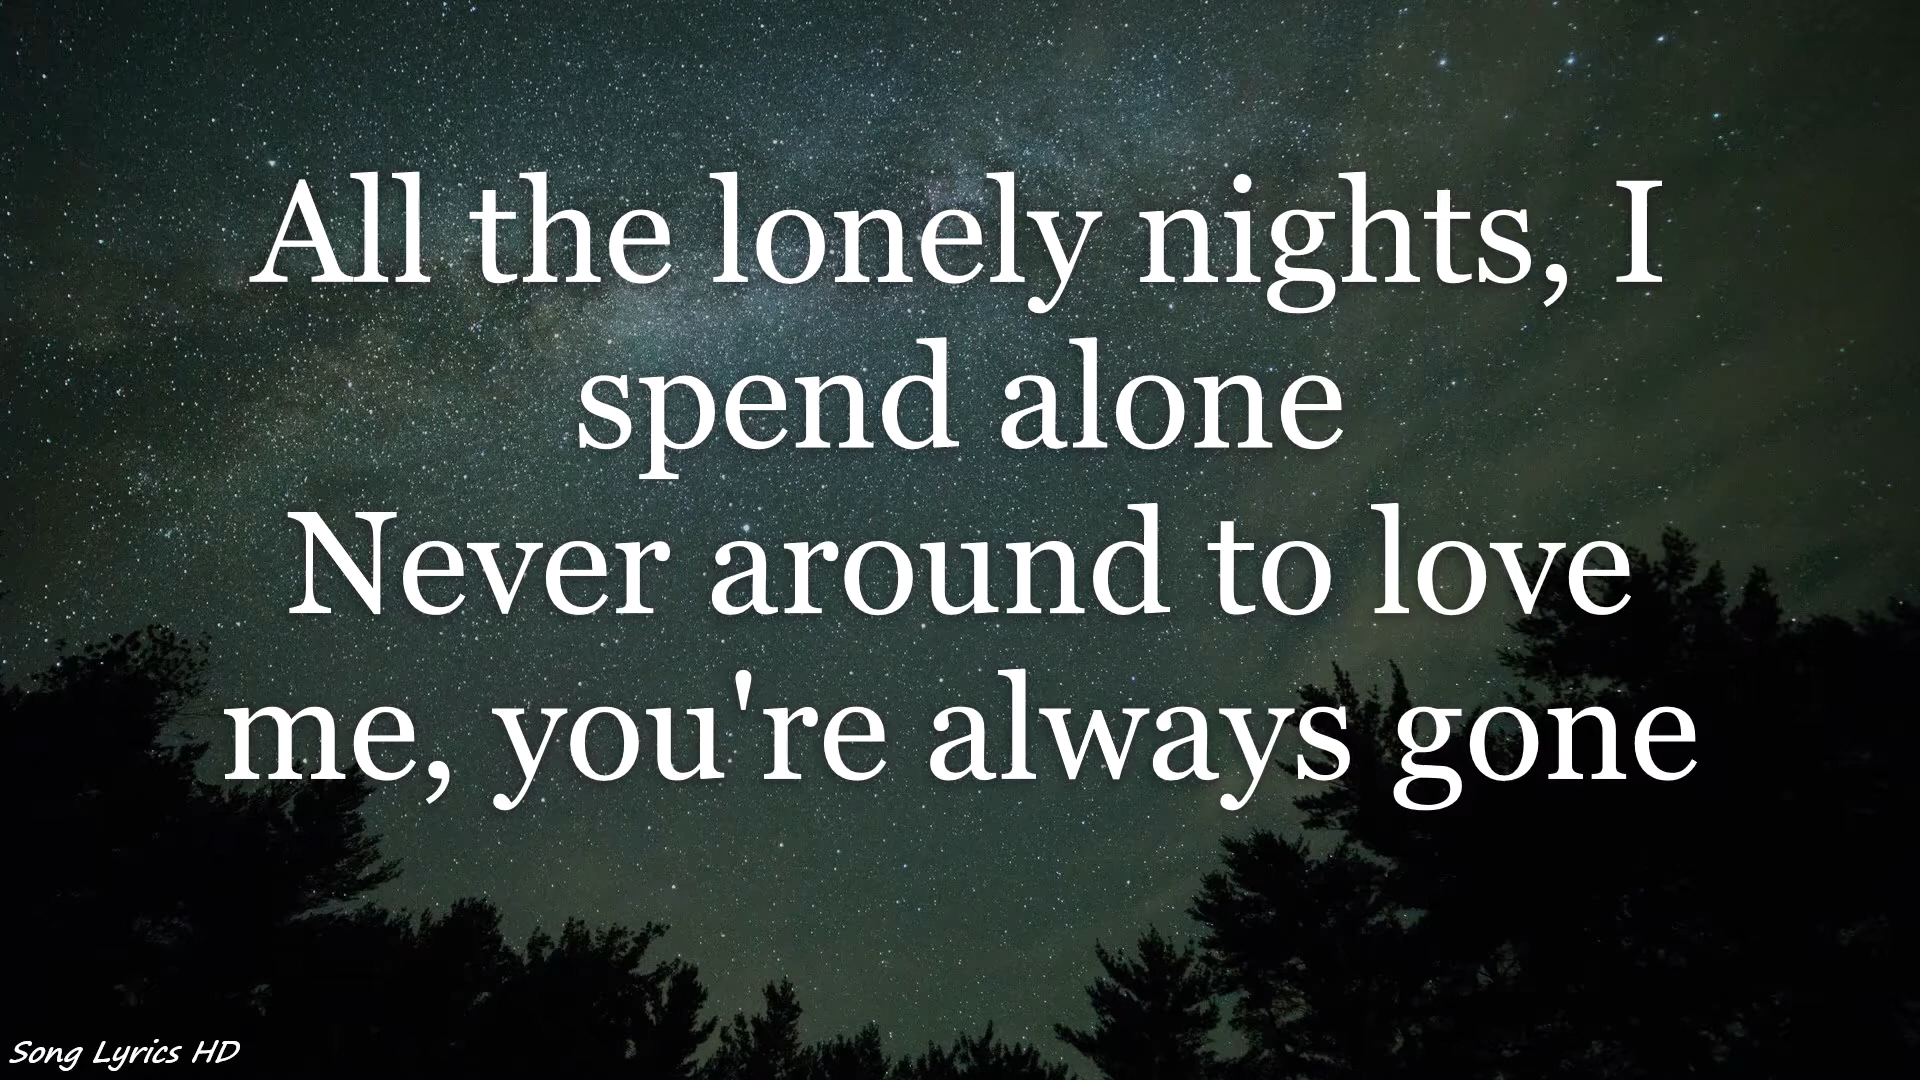 All the lonely nights, I
spend alone
Never around to love
me, you're always gone
Song Lyrics HD